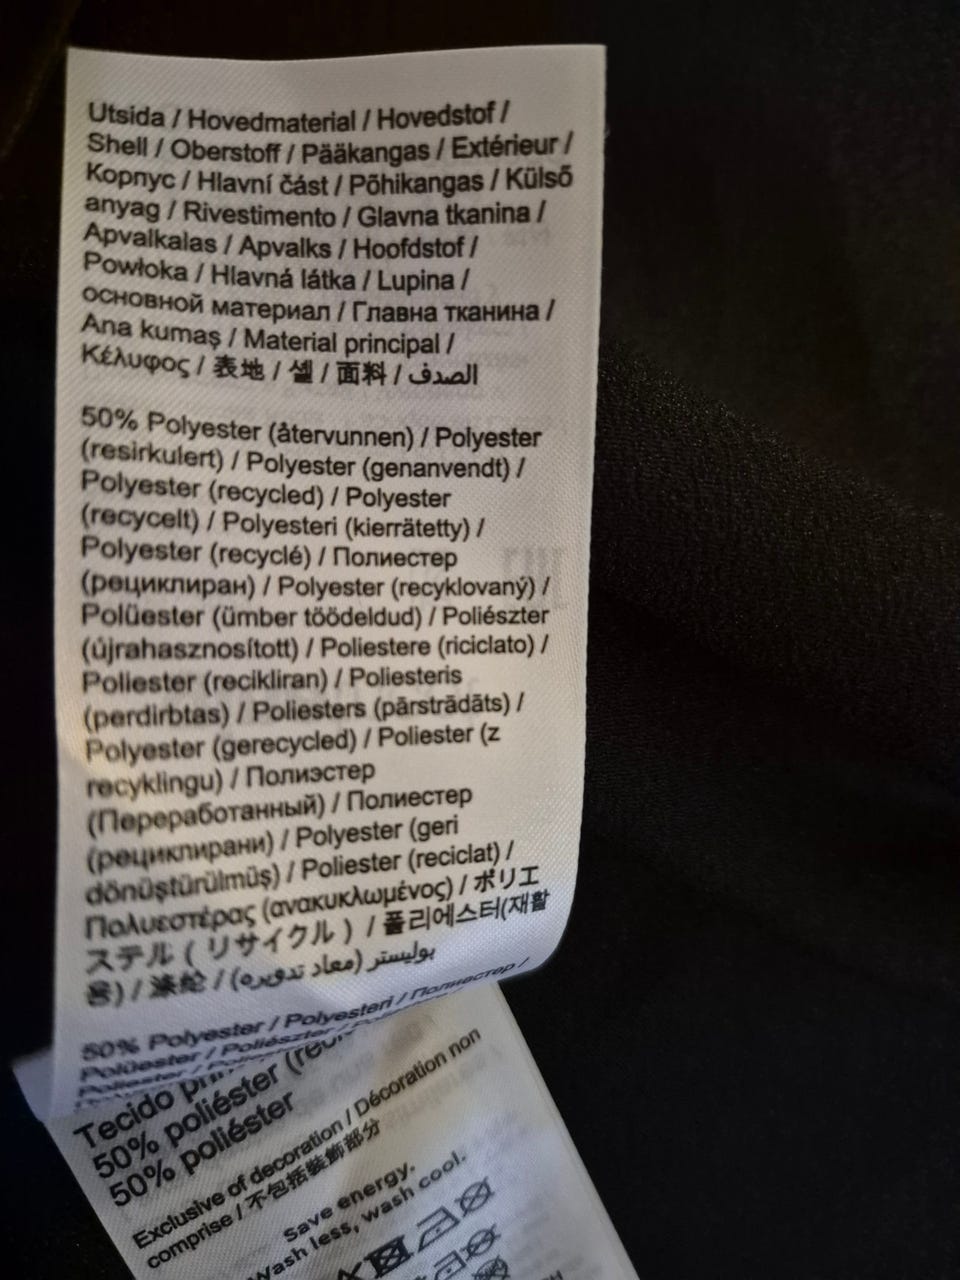 Utsida / Hovedmaterial / Hovedstof /
Shell / Oberstoff / Pääkangas / Extérieur /
Корпус / Hlavní část / Põhikangas / Külső
anyag / Rivestimento / Glavna tkanina /
Apvalkalas / Apvalks / Hoofdstof /
Powłoka / Hlavná látka / Lupina /
основной материал / Главна тканина /
Ana kumaş / Material principal /
Κέλυφος / 表地 / 셸 / 面料 / الصدف
50% Polyester (återvunnen) / Polyester
(resirkulert) / Polyester (genanvendt) /
Polyester (recycled) / Polyester
(recycelt) / Polyesteri (kierrätetty) /
Polyester (recyclé) / Полиестер
(рециклиран) / Polyester (recyklovaný) /
Polüester (ümber töödeldud) / Poliészter
(újrahasznosított) / Poliestere (riciclato) /
Poliester (recikliran) / Poliesteris
(perdirbtas) / Poliesters (pārstrādāts) /
Polyester (gerecycled) / Poliester (z
recyklingu) / Полиэстер
(Переработанный) / Полиестер
(рециклирани) / Polyester (geri
dönüştürülmüş) / Poliester (reciclat) /
Πολυεστέρας (ανακυκλωμένος) / ポリエ
ステル ( リサイクル ) / 폴리에스터(재활
용) / 涤纶 / بوليستر (معاد تدويره)
50% Polyester / Polyesteri / Полиестер /
Polüester / Poliészter /
Tecido
50% poliéster
50% poliéster
Exclusive of decoration / Décoration non
comprise / 不包括裝飾部分
Save energy.
Wash less, wash cool.